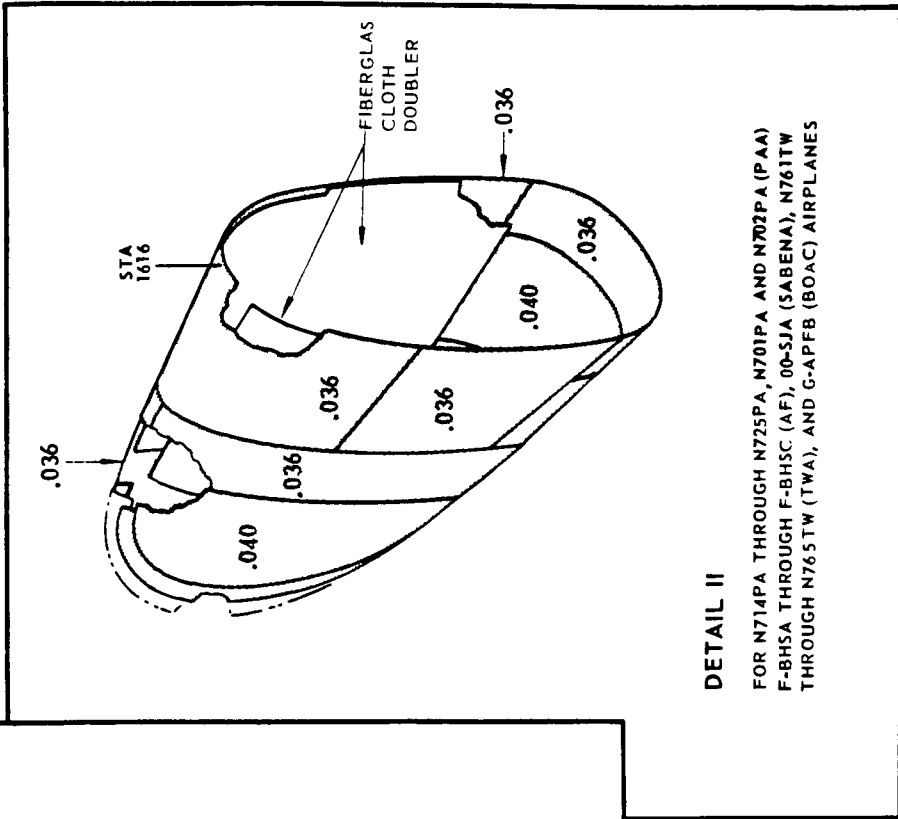 .036
STA
1616
FIBERGLAS
CLOTH
DOUBLER
.036
.036
.036
.040
.036
.040
.036
DETAIL II
FOR N714PA THROUGH N725PA, N701PA AND N702PA (PAA)
F-BHSA THROUGH F-BHSC (AF), 00-SJA (SABENA), N761TW
THROUGH N765TW (TWA), AND G-APFB (BOAC) AIRPLANES